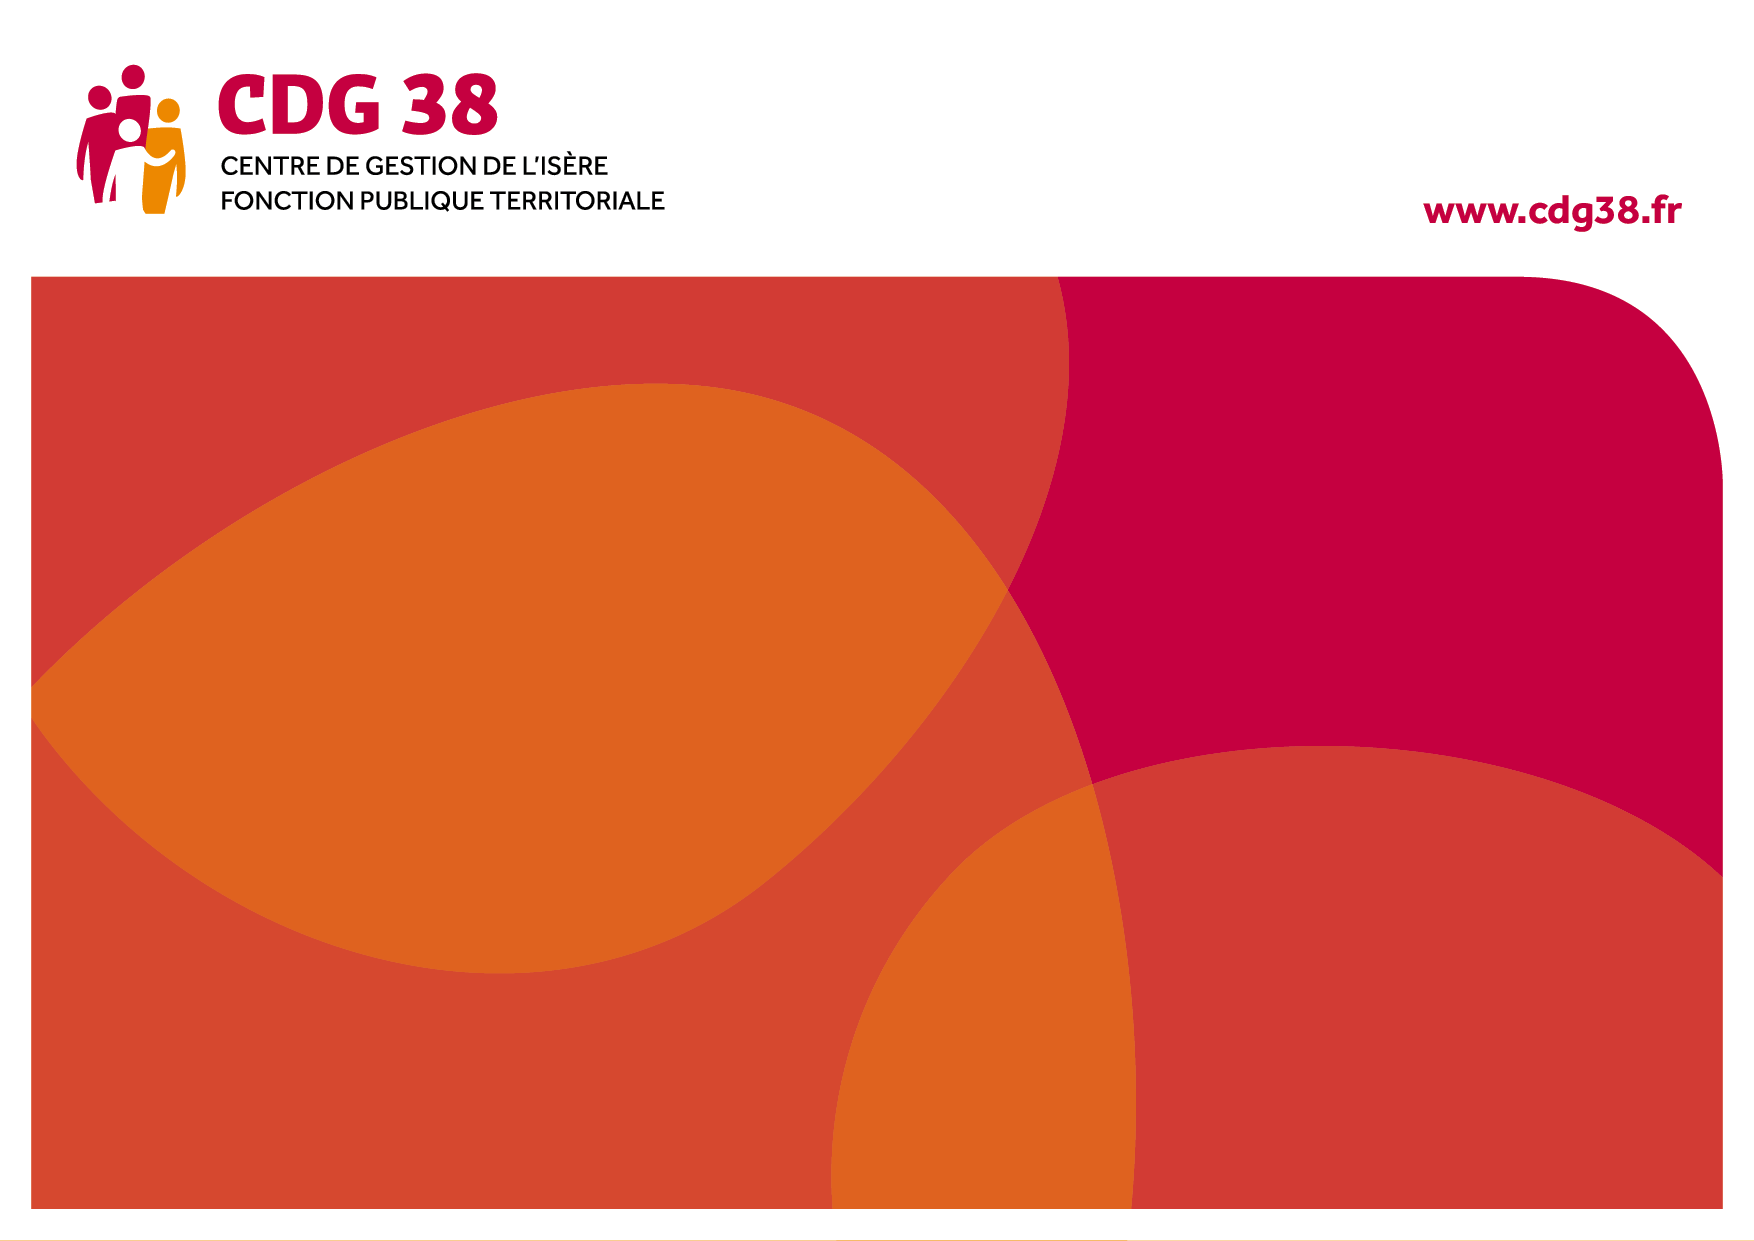 CDG 38
CENTRE DE GESTION DE L'ISÈRE
FONCTION PUBLIQUE TERRITORIALE
www.cdg38.fr